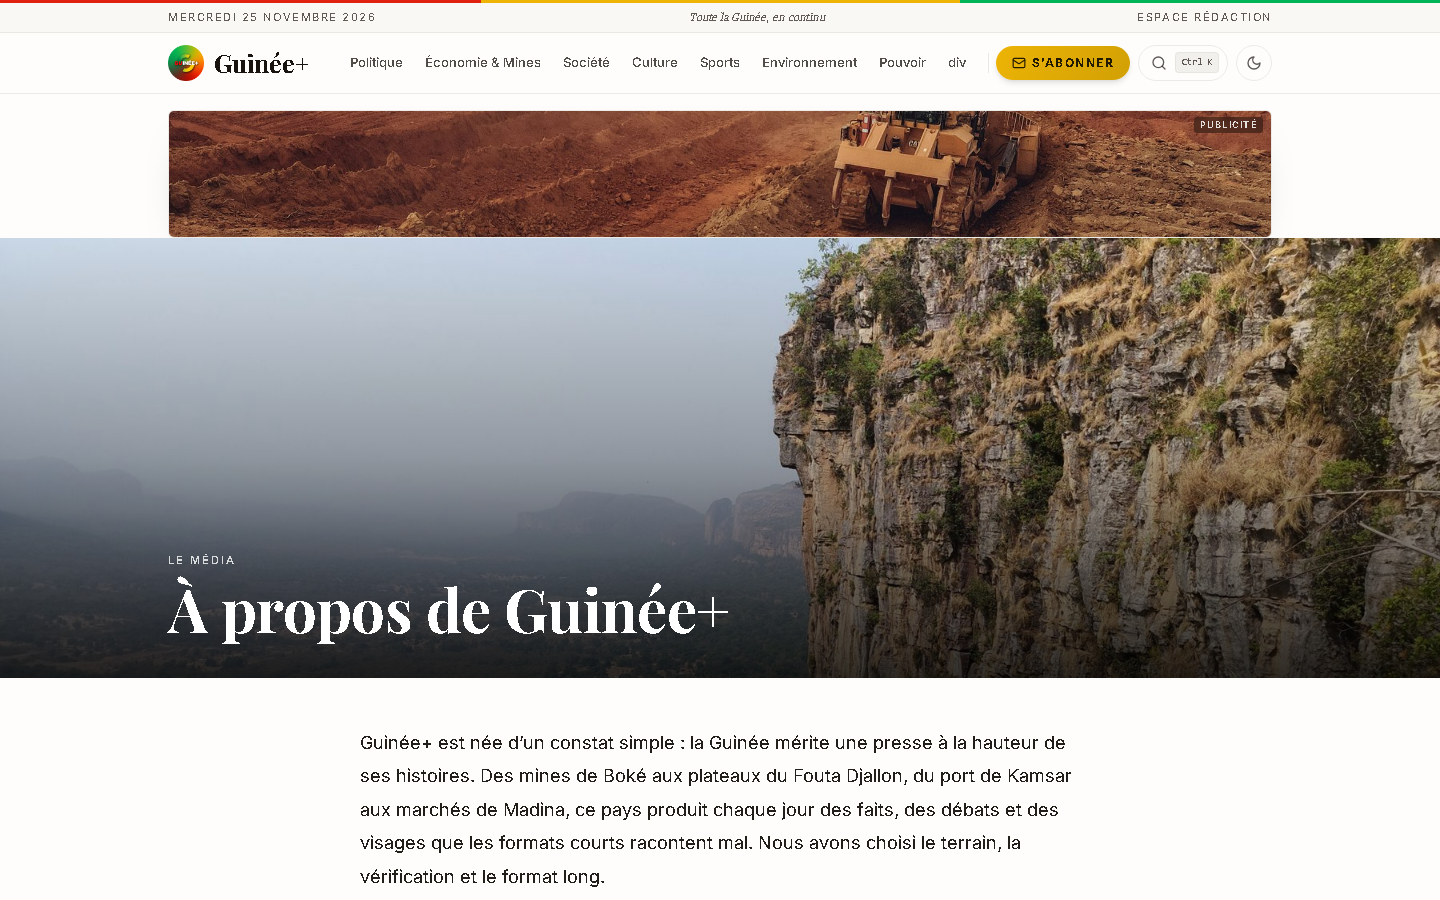 MERCREDI 25 NOVEMBRE 2026
Toute la Guinée, en continu
ESPACE RÉDACTION
Guinée+
Politique
Économie & Mines
Société
Culture
Sports
Environnement
Pouvoir
div
S'ABONNER
Ctrl K
PUBLICITÉ
LE MÉDIA
À propos de Guinée+
Guinée+ est née d’un constat simple : la Guinée mérite une presse à la hauteur de
ses histoires. Des mines de Boké aux plateaux du Fouta Djallon, du port de Kamsar
aux marchés de Madina, ce pays produit chaque jour des faits, des débats et des
visages que les formats courts racontent mal. Nous avons choisi le terrain, la
vérification et le format long.